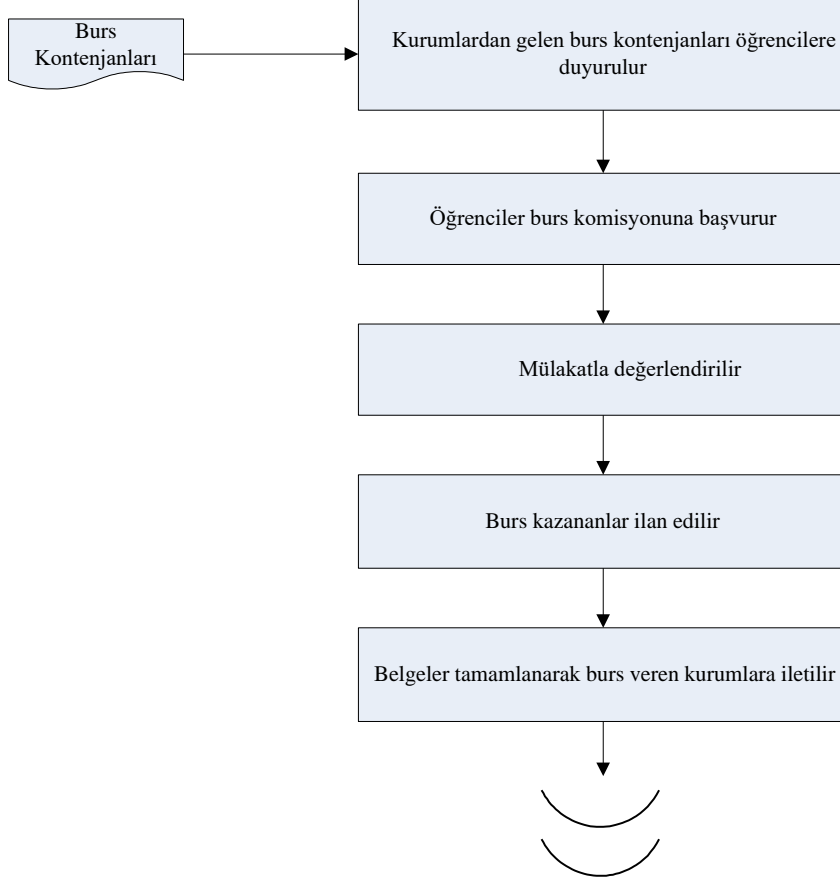 Burs
Kontenjanları
Kurumlardan gelen burs kontenjanları öğrencilere
duyurulur
Öğrenciler burs komisyonuna başvurur
Mülakatla değerlendirilir
Burs kazananlar ilan edilir
Belgeler tamamlanarak burs veren kurumlara iletilir